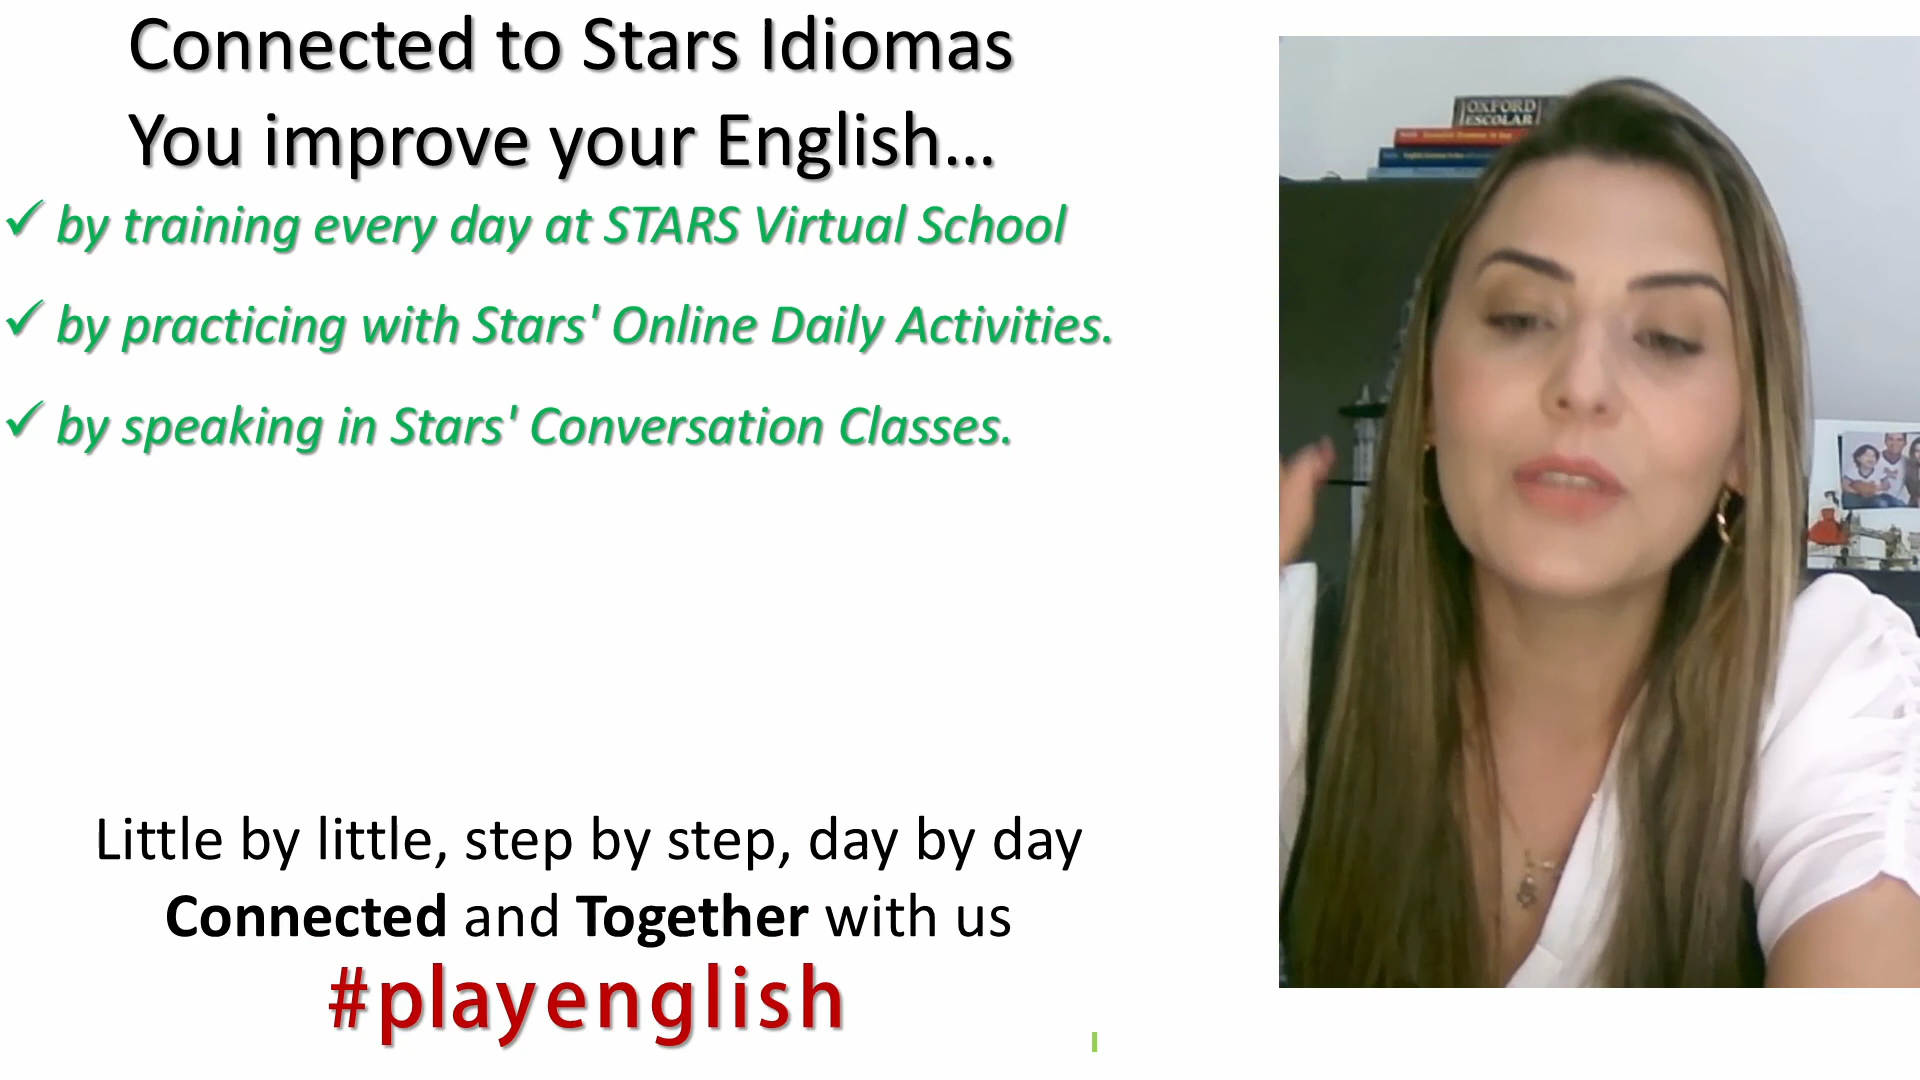 Connected to Stars Idiomas
You improve your English...
✓ by training every day at STARS Virtual School
✓ by practicing with Stars' Online Daily Activities.
✓ by speaking in Stars' Conversation Classes.
Little by little, step by step, day by day
Connected and Together with us
#playenglish
OXFORD
ESCOLAR